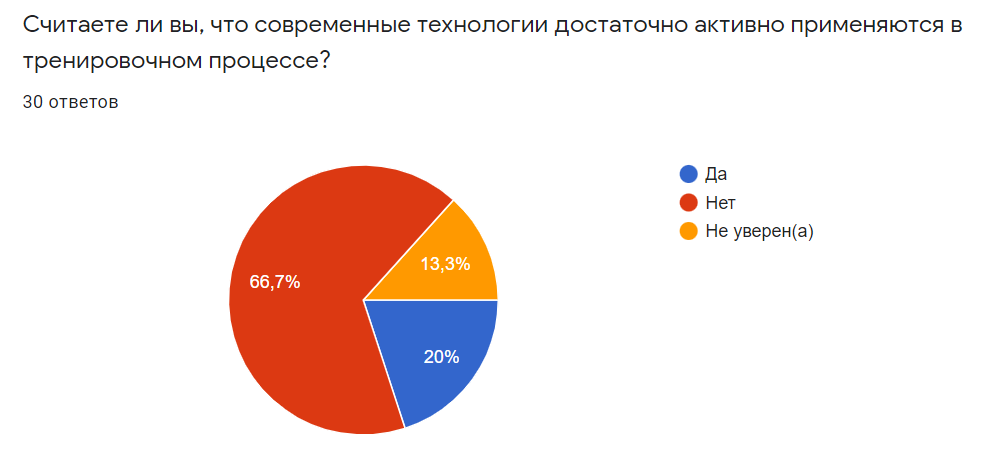 Считаете ли вы, что современные технологии достаточно активно применяются в
тренировочном процессе?
30 ответов
Да
Нет
Не уверен(а)
13,3%
66,7%
20%